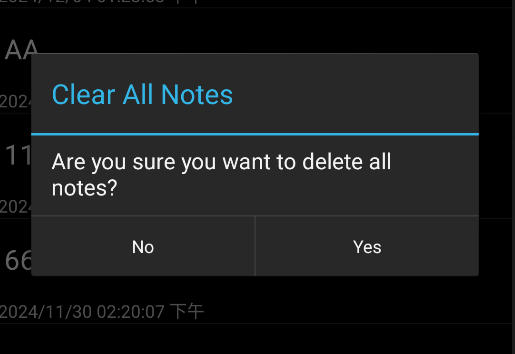 AA
2024
Clear All Notes
11
Are you sure you want to delete all
notes?
2024
66
No
Yes
2024/11/30 02:20:07 下午